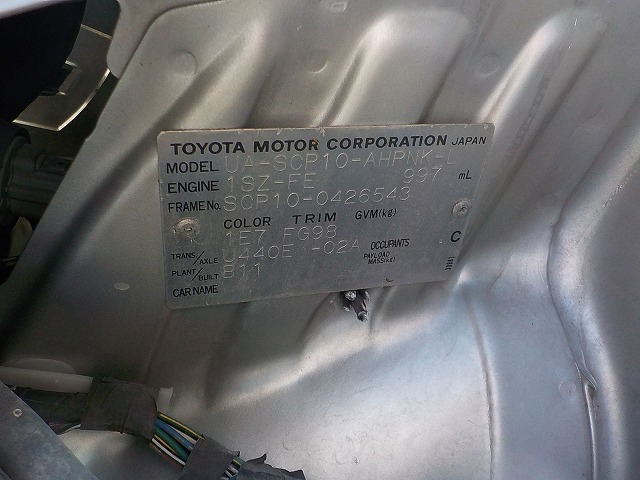 TOYOTA MOTOR CORPORATION JAPAN
MODEL UA-SCP10-AHPNK-L
ENGINE 1SZ-FE 997 mL
FRAME No. SCP10-0426543
COLOR TRIM GVM(kg)
1E7 FG98
TRANS/AXLE U440E -02A OCCUPANTS C
PLANT/BUILT B11 PAYLOAD MASS(kg)
CAR NAME